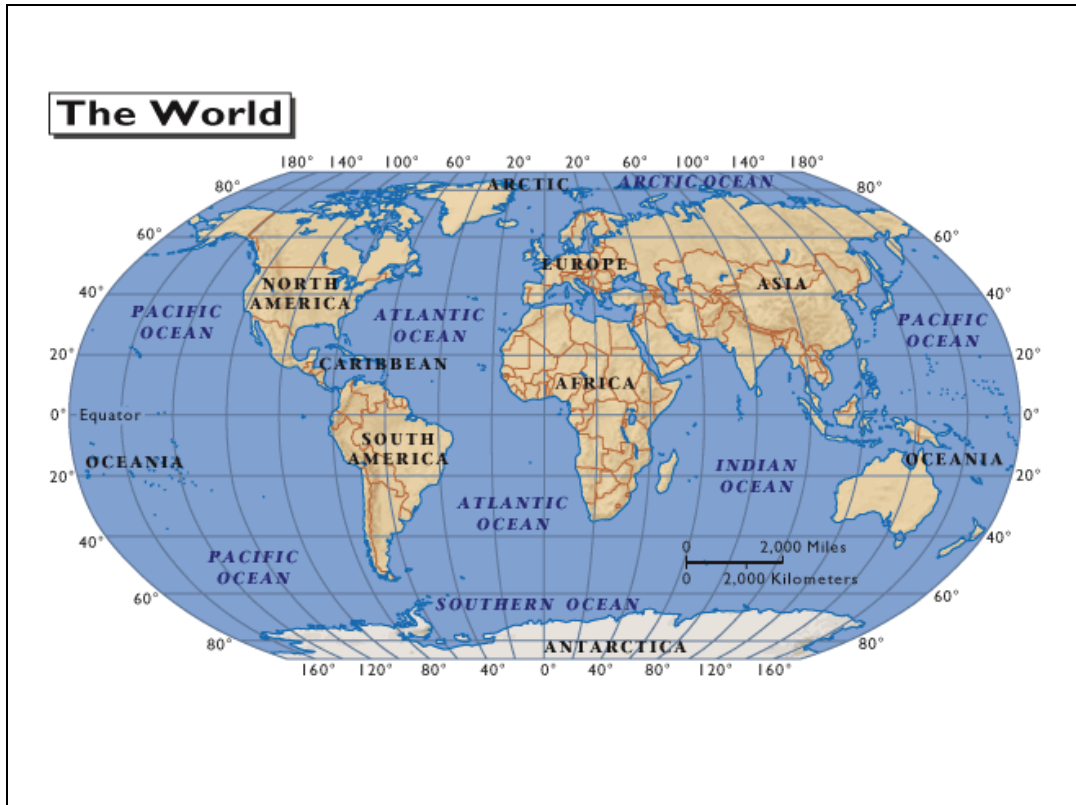 The World
180° 140° 100° 60° 20° 20° 60° 100° 140° 180°
ARCTIC
ARCTIC OCEAN
80° 80°
60° 60°
EUROPE
NORTH
AMERICA
ASIA
40° 40°
PACIFIC
OCEAN
ATLANTIC
OCEAN
PACIFIC
OCEAN
20° 20°
CARIBBEAN
AFRICA
0° Equator 0°
SOUTH
AMERICA
OCEANIA
OCEANIA
INDIAN
OCEAN
20° 20°
ATLANTIC
OCEAN
40° 40°
0 2,000 Miles
0 2,000 Kilometers
PACIFIC
OCEAN
60° 60°
SOUTHERN OCEAN
80° 80°
ANTARCTICA
160° 120° 80° 40° 0° 40° 80° 120° 160°